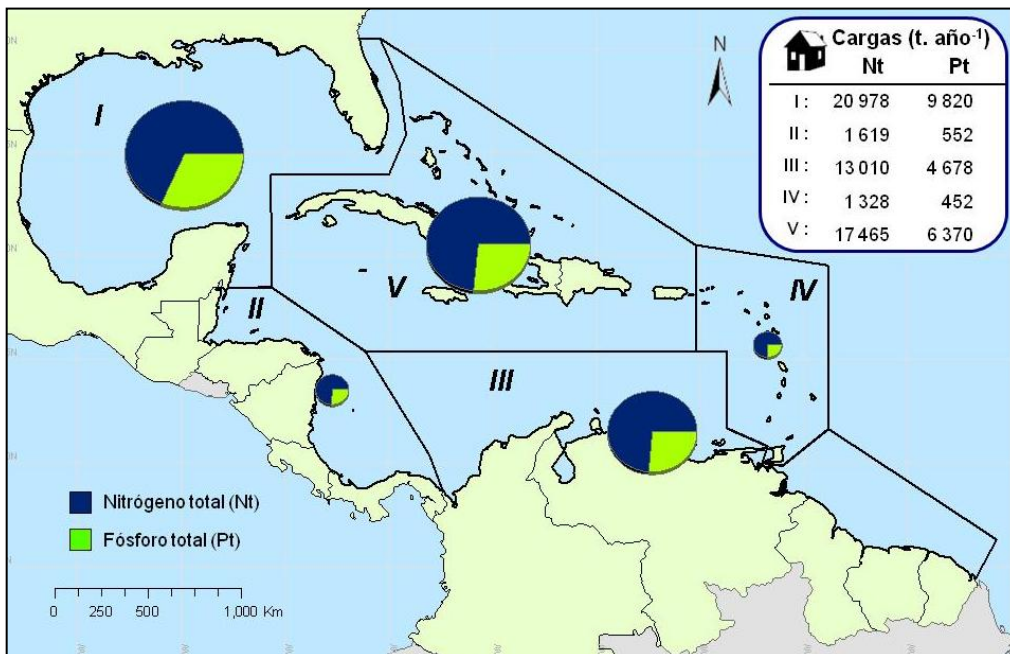 Cargas (t. año-1)
Nt Pt
I : 20 978 9 820
II : 1 619 552
III : 13 010 4 678
IV : 1 328 452
V : 17 465 6 370
N
I
II
III
IV
V
Nitrógeno total (Nt)
Fósforo total (Pt)
0 250 500 1,000 Km